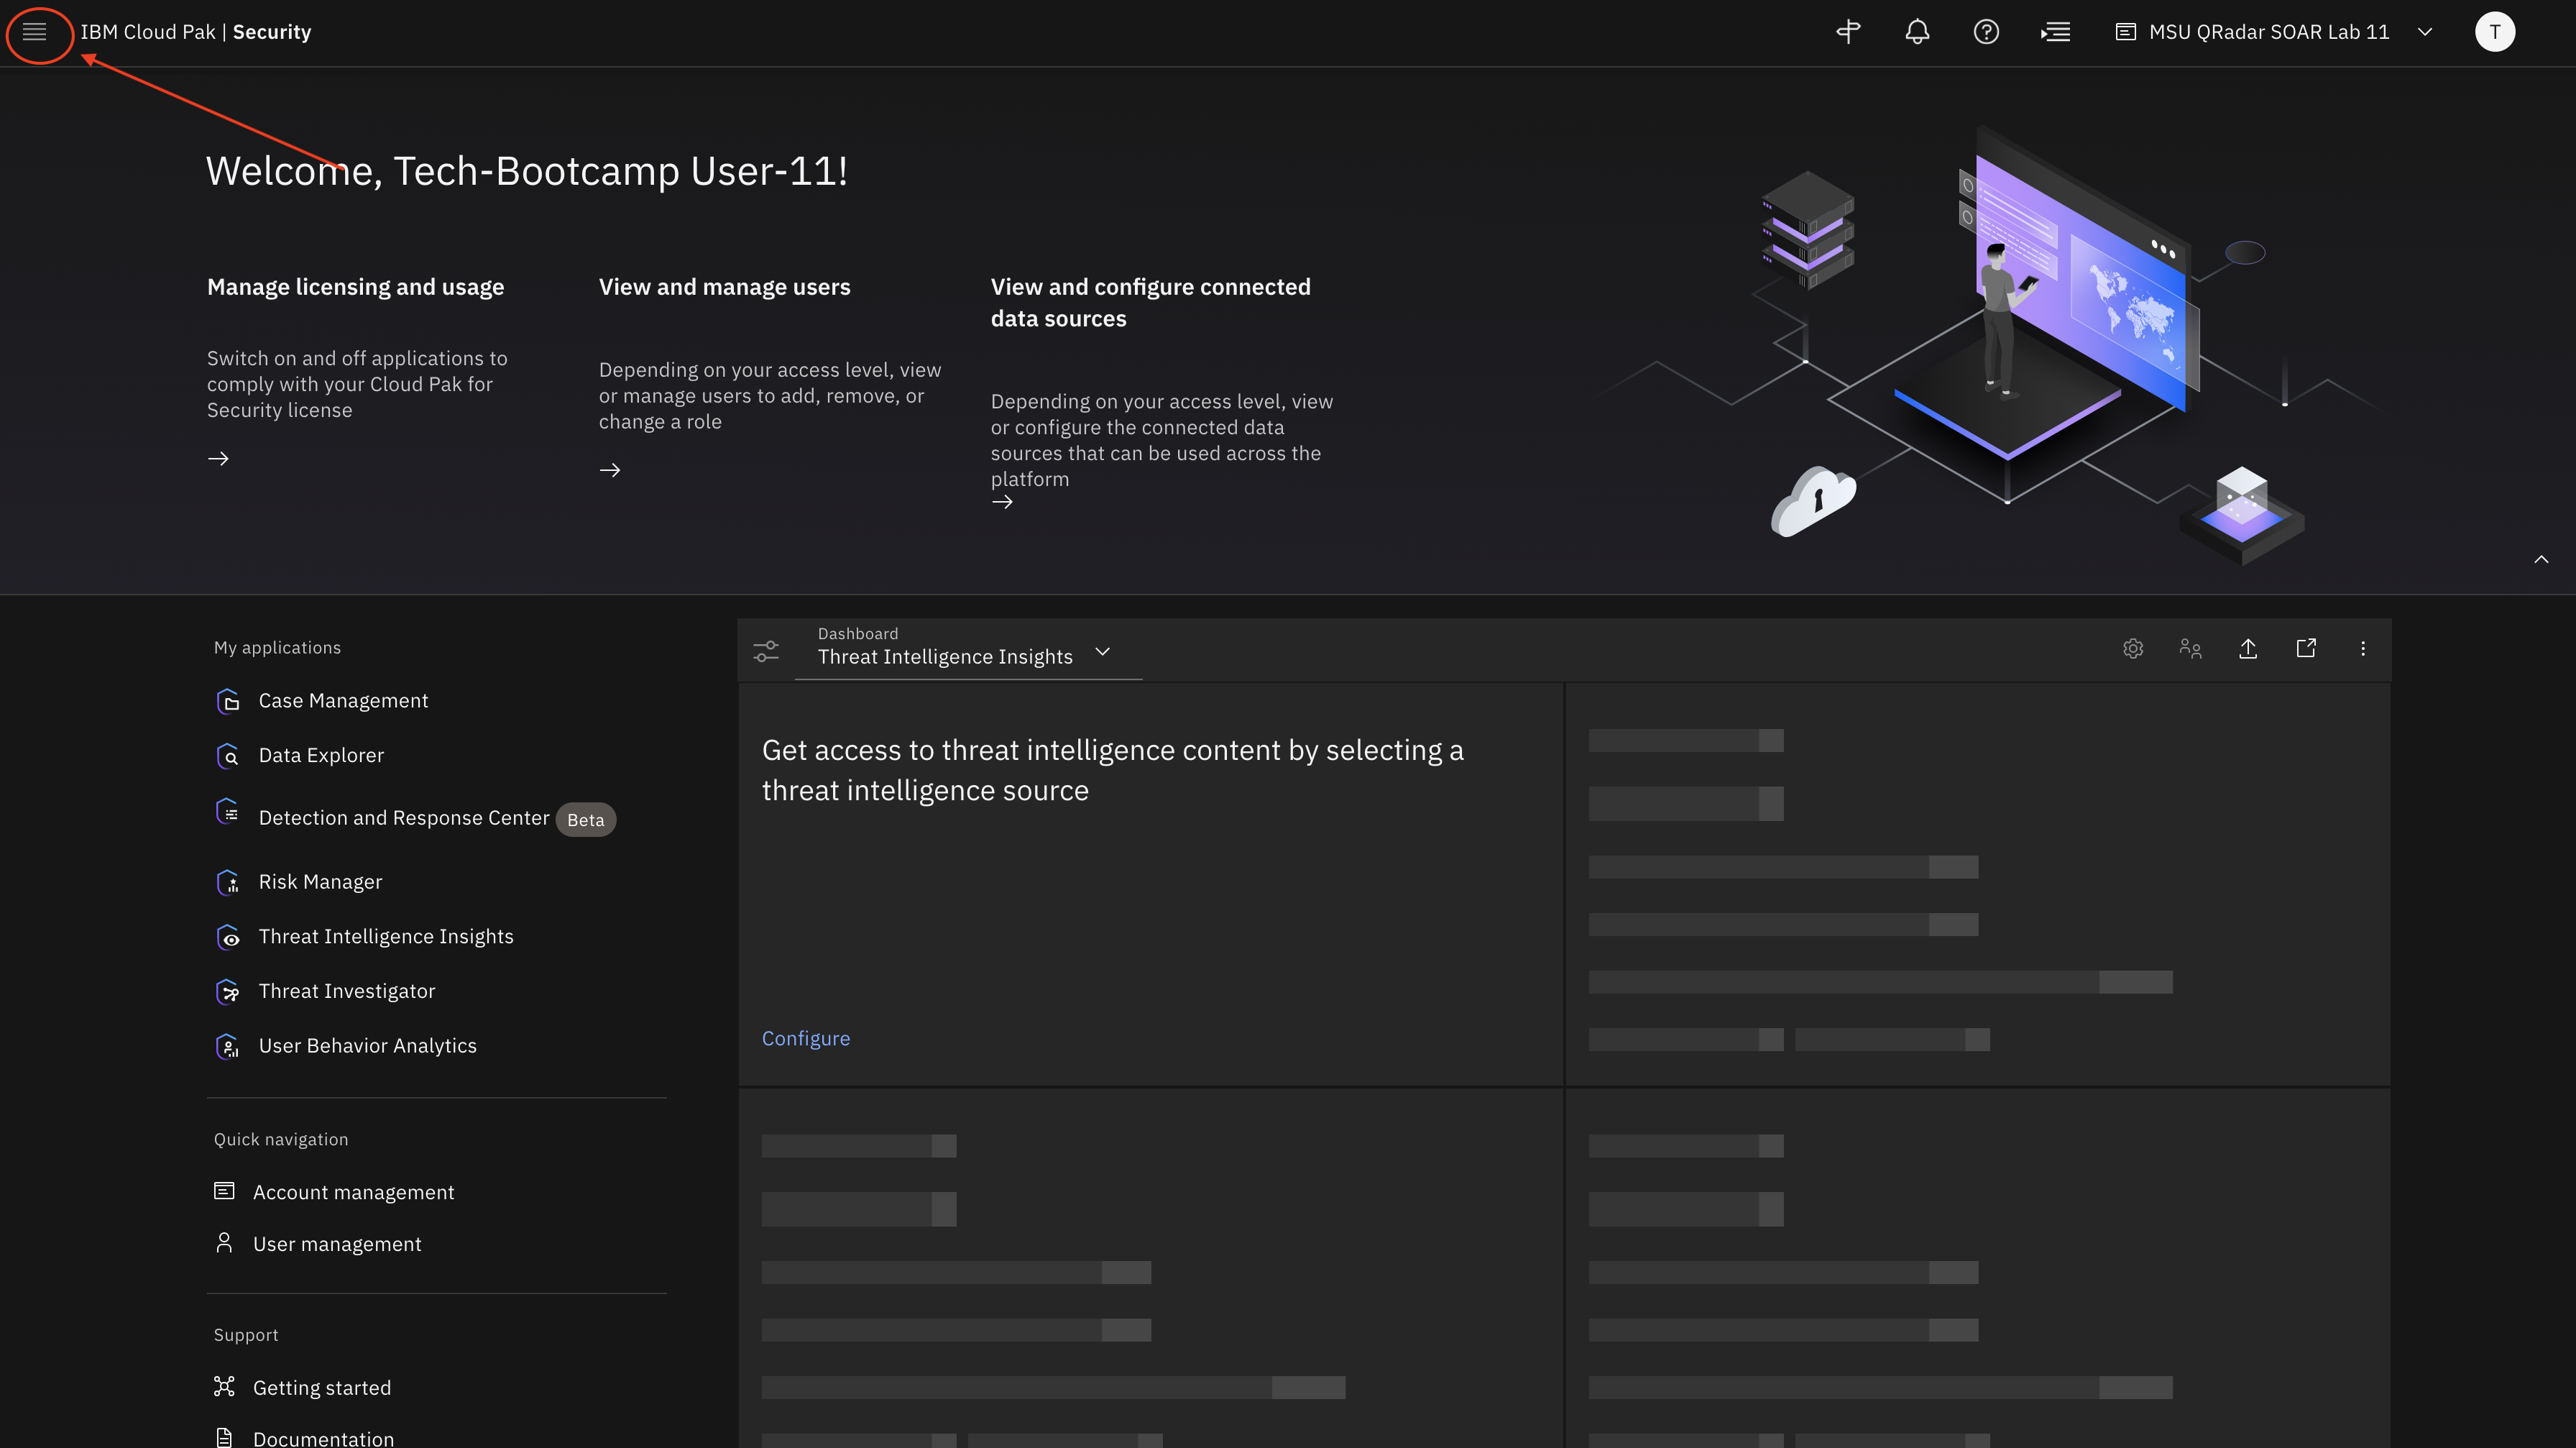 IBM Cloud Pak | Security
MSU QRadar SOAR Lab 11
T
Welcome, Tech-Bootcamp User-11!
Manage licensing and usage
Switch on and off applications to
comply with your Cloud Pak for
Security license
View and manage users
Depending on your access level, view
or manage users to add, remove, or
change a role
View and configure connected
data sources
Depending on your access level, view
or configure the connected data
sources that can be used across the
platform
My applications
Case Management
Data Explorer
Detection and Response Center Beta
Risk Manager
Threat Intelligence Insights
Threat Investigator
User Behavior Analytics
Quick navigation
Account management
User management
Support
Getting started
Documentation
Dashboard
Threat Intelligence Insights
Get access to threat intelligence content by selecting a
threat intelligence source
Configure